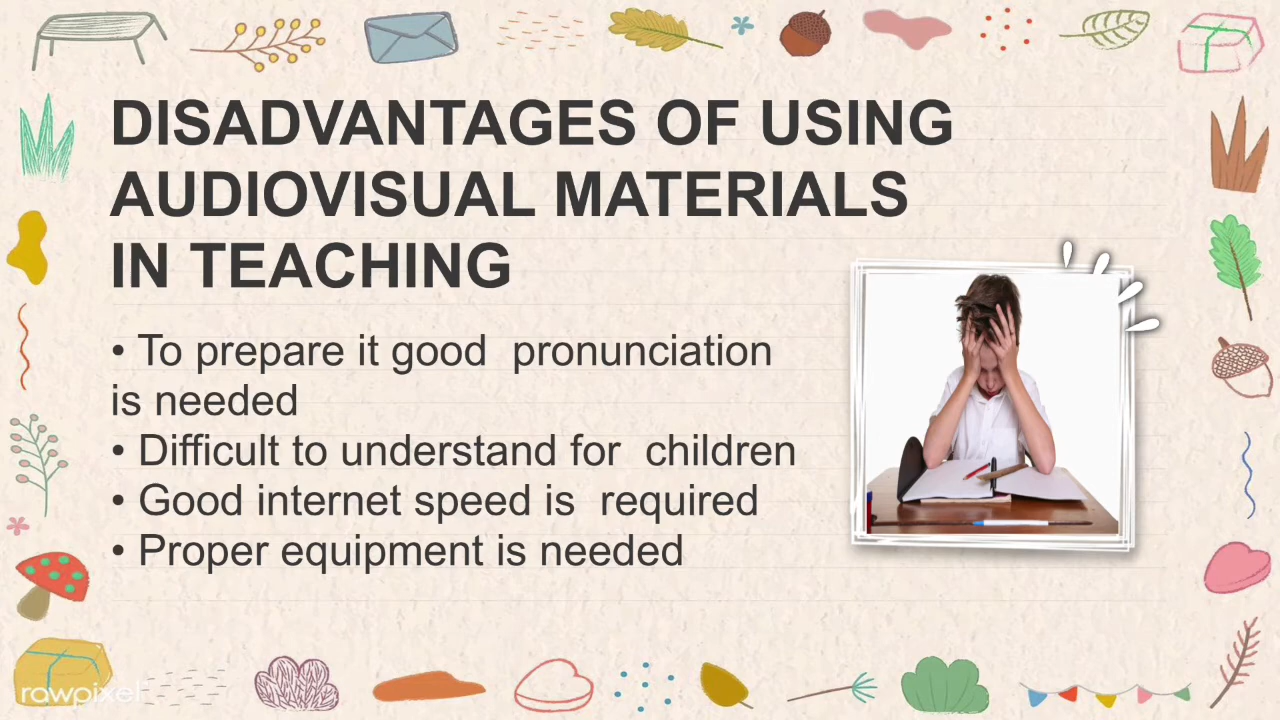 DISADVANTAGES OF USING
AUDIOVISUAL MATERIALS
IN TEACHING
• To prepare it good  pronunciation
is needed
• Difficult to understand for  children
• Good internet speed is  required
• Proper equipment is needed
rawpixel